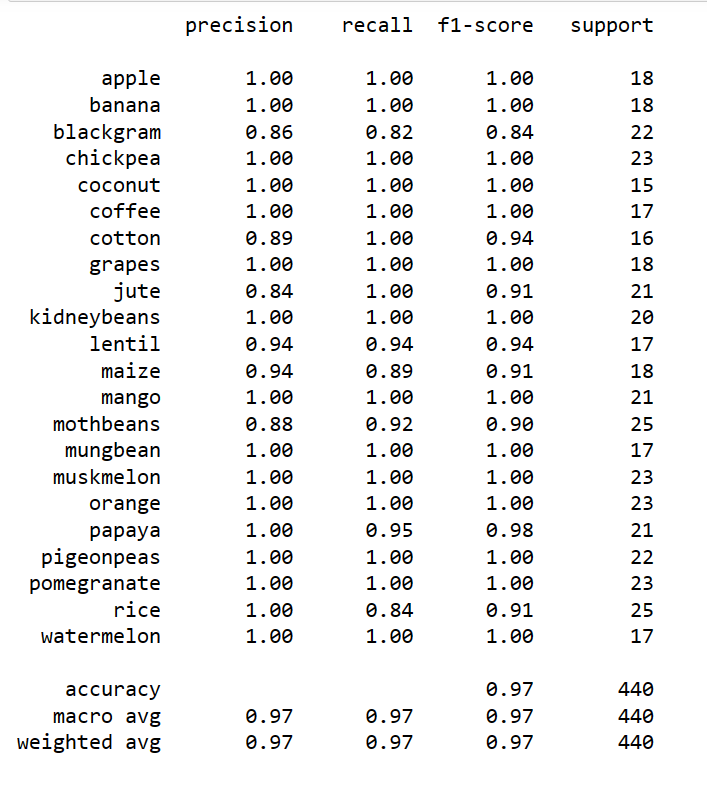 precision recall f1-score support
apple 1.00 1.00 1.00 18
banana 1.00 1.00 1.00 18
blackgram 0.86 0.82 0.84 22
chickpea 1.00 1.00 1.00 23
coconut 1.00 1.00 1.00 15
coffee 1.00 1.00 1.00 17
cotton 0.89 1.00 0.94 16
grapes 1.00 1.00 1.00 18
jute 0.84 1.00 0.91 21
kidneybeans 1.00 1.00 1.00 20
lentil 0.94 0.94 0.94 17
maize 0.94 0.89 0.91 18
mango 1.00 1.00 1.00 21
mothbeans 0.88 0.92 0.90 25
mungbean 1.00 1.00 1.00 17
muskmelon 1.00 1.00 1.00 23
orange 1.00 1.00 1.00 23
papaya 1.00 0.95 0.98 21
pigeonpeas 1.00 1.00 1.00 22
pomegranate 1.00 1.00 1.00 23
rice 1.00 0.84 0.91 25
watermelon 1.00 1.00 1.00 17
accuracy 0.97 440
macro avg 0.97 0.97 0.97 440
weighted avg 0.97 0.97 0.97 440